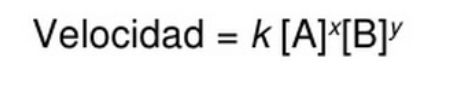 Velocidad = k [A]ˣ[B]ʸ